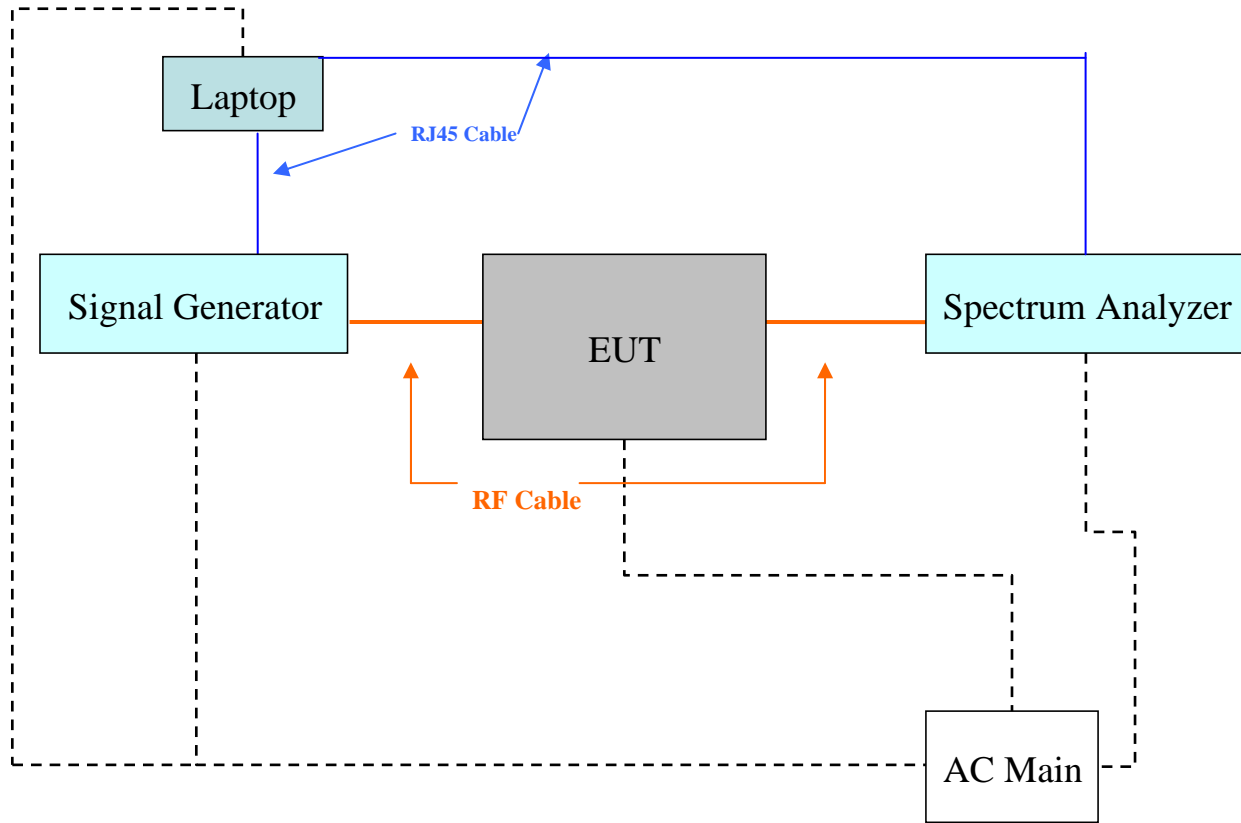 Laptop
RJ45 Cable
Signal Generator
EUT
Spectrum Analyzer
RF Cable
AC Main